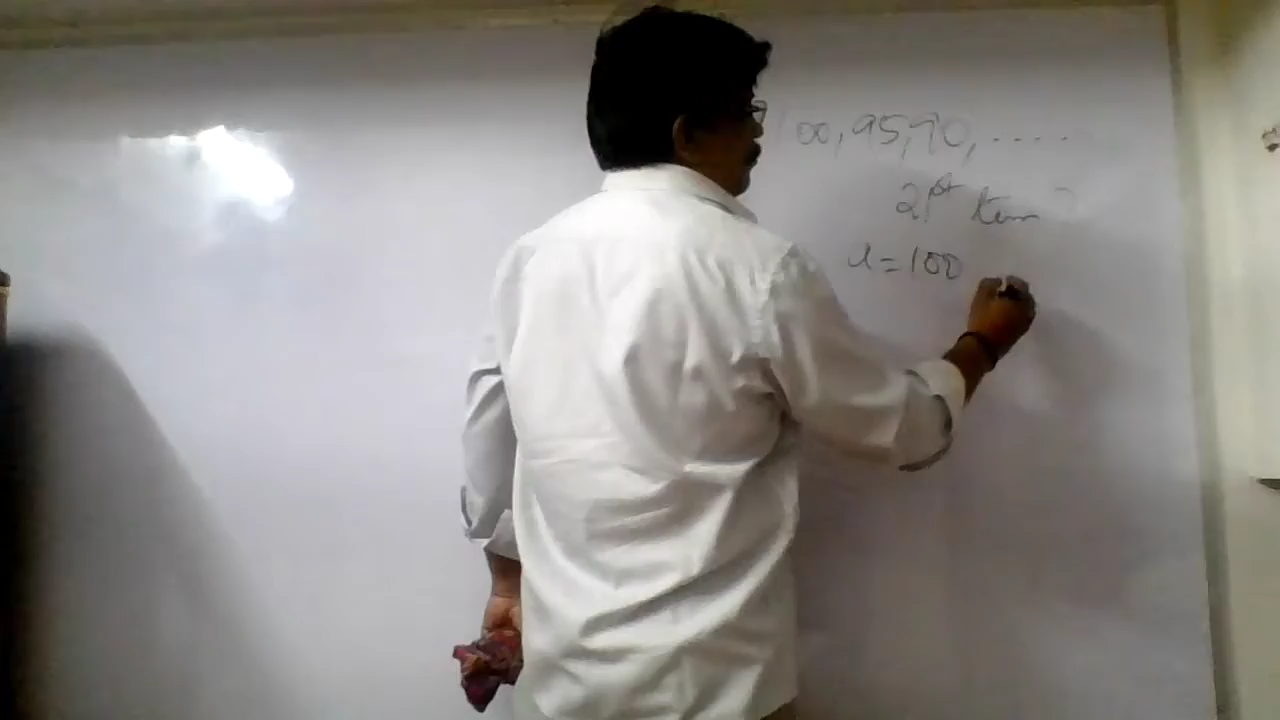 100, 95, 90, .....
21st term ?
a = 100